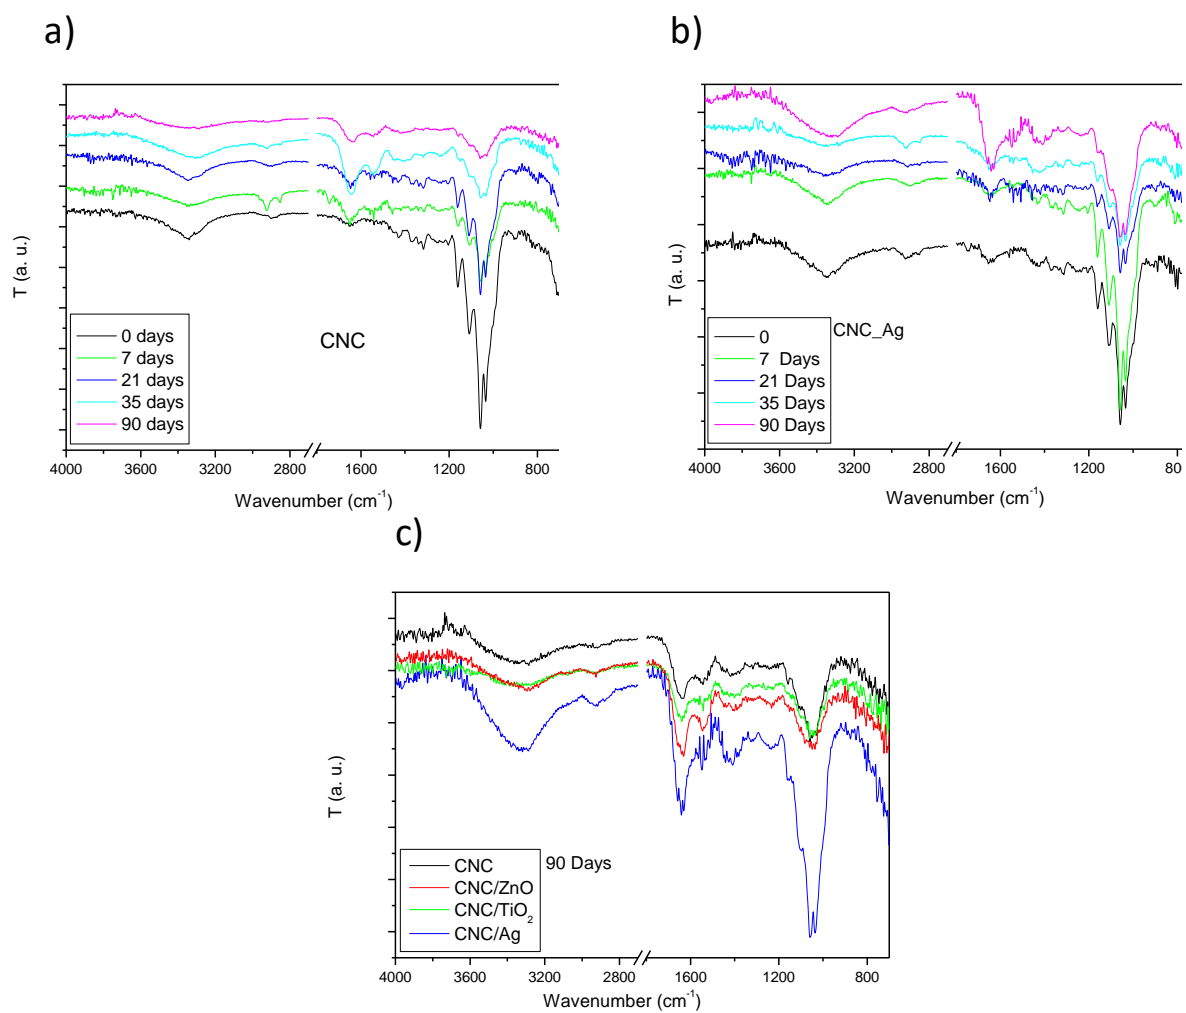 a)
T (a. u.)
0 days
7 days
21 days
35 days
90 days
CNC
4000 3600 3200 2800 1600 1200 800
Wavenumber (cm⁻¹)
b)
T (a. u.)
0
7 Days
21 Days
35 Days
90 Days
CNC_Ag
4000 3600 3200 2800 1600 1200 80
Wavenumber (cm⁻¹)
c)
T (a. u.)
CNC
CNC/ZnO
CNC/TiO₂
CNC/Ag
90 Days
4000 3600 3200 2800 1600 1200 800
Wavenumber (cm⁻¹)